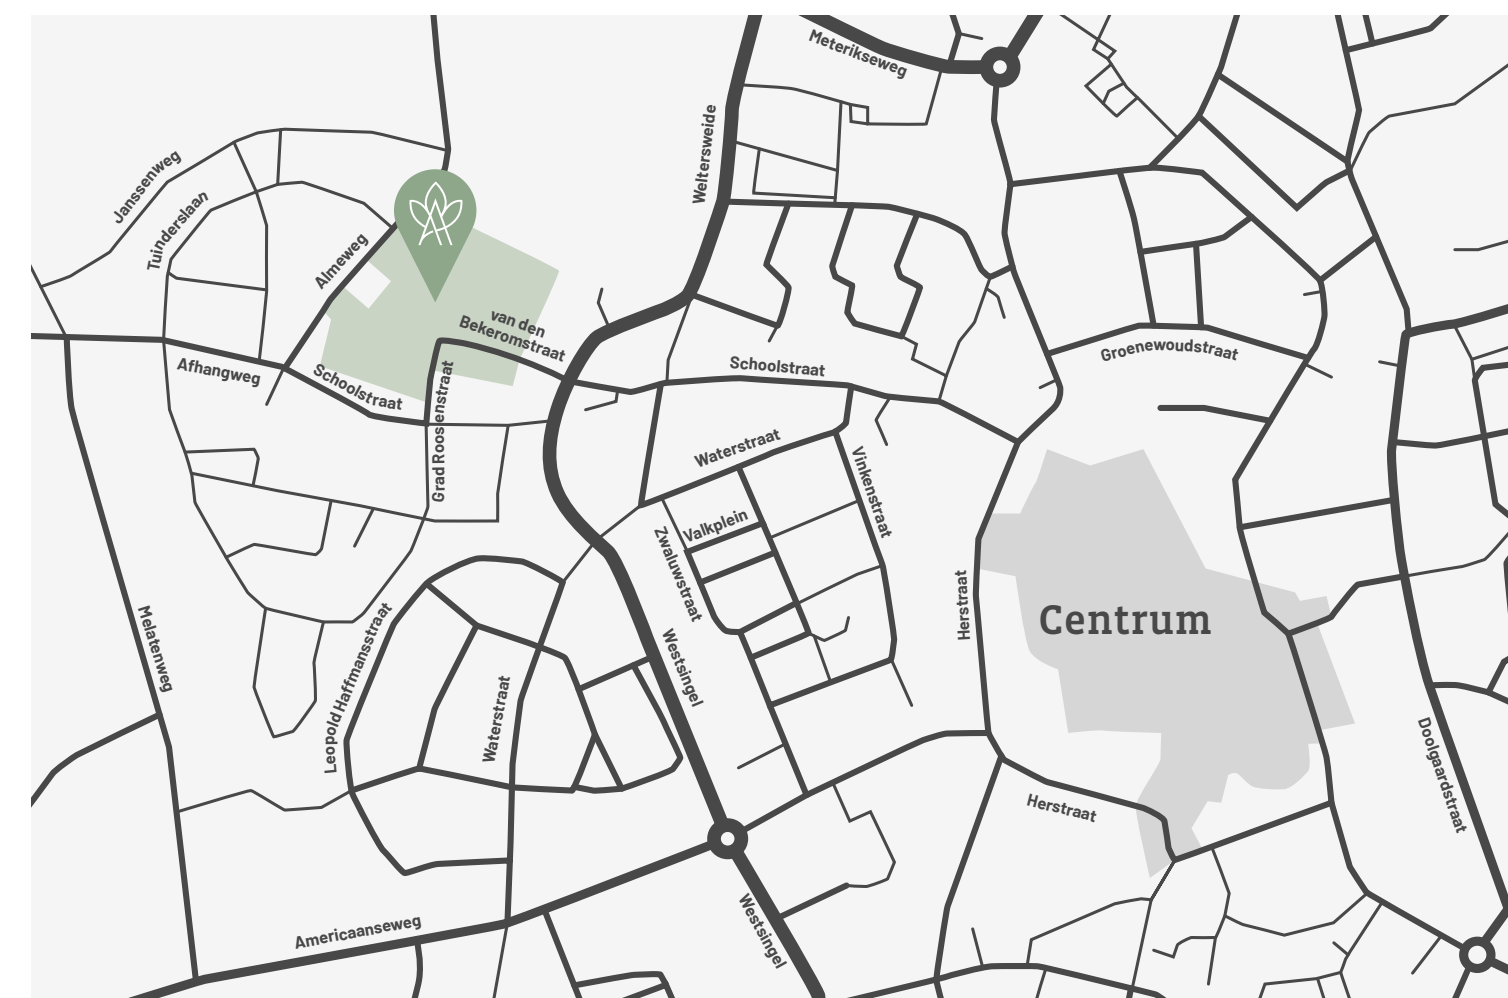 Meterikseweg
Weltersweide
Janssenweg
Tuinderslaan
Almeweg
van den
Bekeromstraat
Groenewoudstraat
Schoolstraat
Afhangweg
Schoolstraat
Grad Roosenstraat
Waterstraat
Vinkenstraat
Valkplein
Zwaluwstraat
Herstraat
Centrum
Melatenweg
Leopold Haffmansstraat
Westsingel
Waterstraat
Doolgaardstraat
Herstraat
Americaanseweg
Westsingel